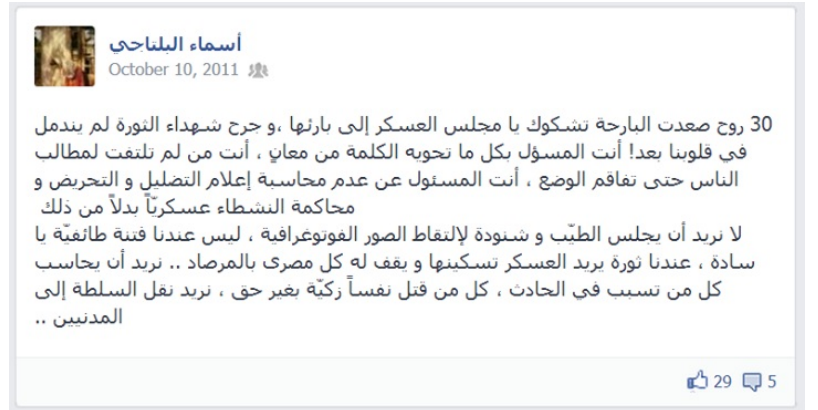 أسماء البلتاجي
October 10, 2011
30 روح صعدت البارحة تشكوك يا مجلس العسكر إلى بارئها ،و جرح شهداء الثورة لم يندمل
في قلوبنا بعد! أنت المسؤل بكل ما تحويه الكلمة من معانٍ ، أنت من لم تلتفت لمطالب
الناس حتى تفاقم الوضع ، أنت المسئول عن عدم محاسبة إعلام التضليل و التحريض و
محاكمة النشطاء عسكريّاً بدلاً من ذلك
لا نريد أن يجلس الطيّب و شنودة لإلتقاط الصور الفوتوغرافية ، ليس عندنا فتنة طائفيّة يا
سادة ، عندنا ثورة يريد العسكر تسكينها و يقف له كل مصرى بالمرصاد .. نريد أن يحاسب
كل من تسبب في الحادث ، كل من قتل نفساً زكيّة بغير حق ، نريد نقل السلطة إلى
المدنيين ..
29 5